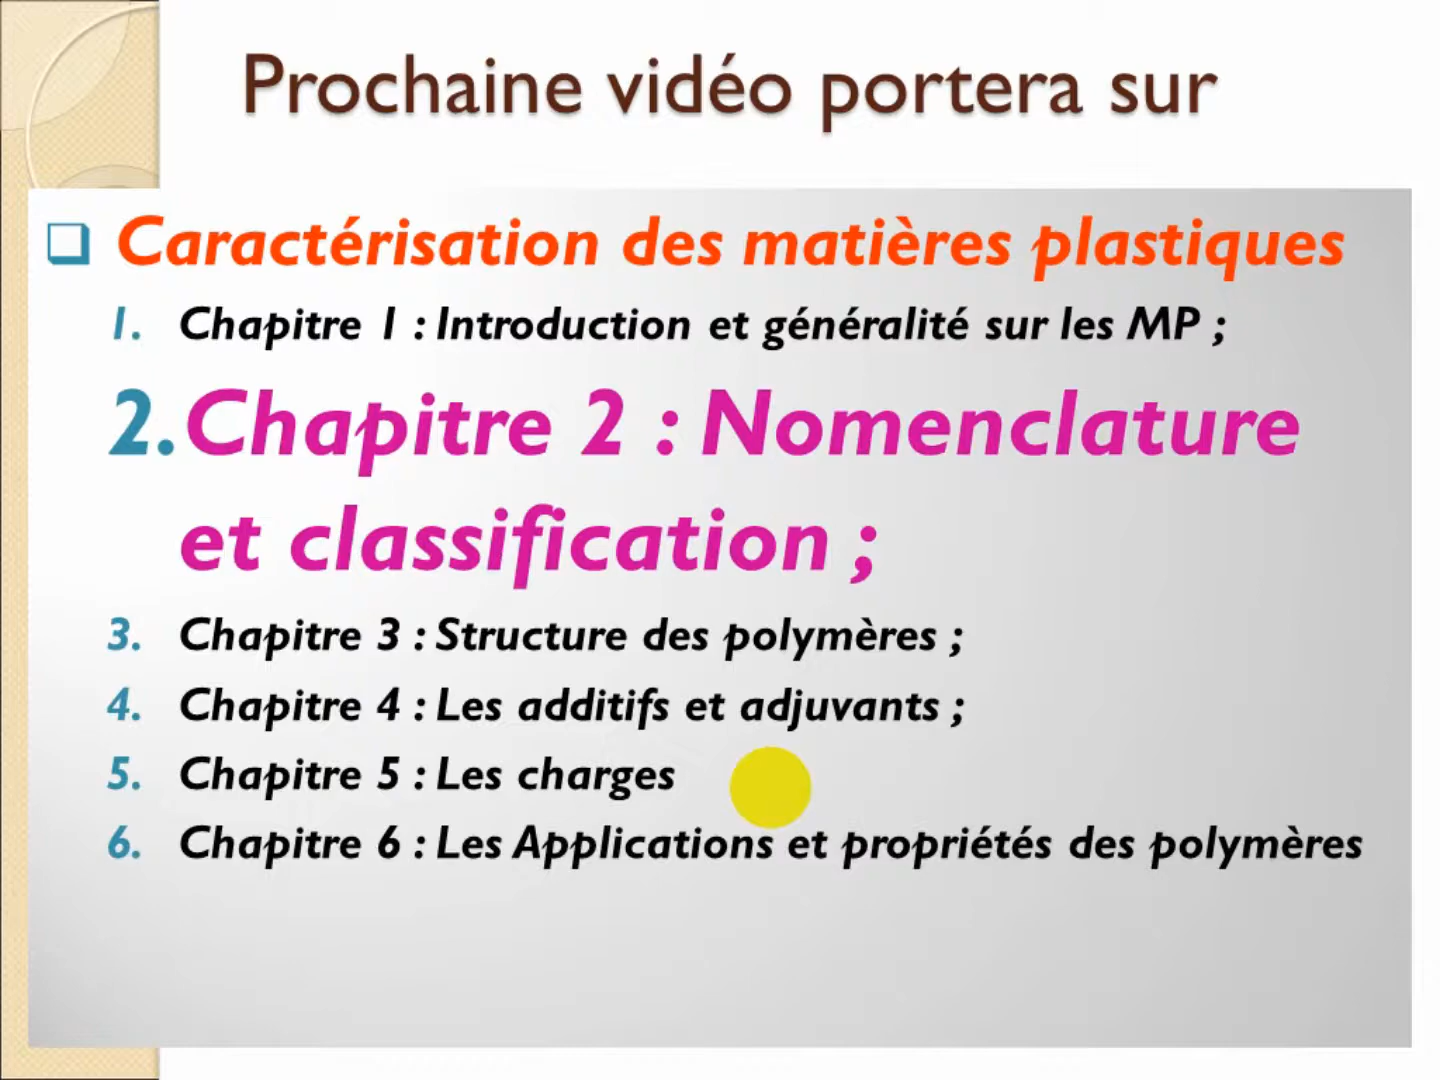 Prochaine vidéo portera sur
Caractérisation des matières plastiques
1. Chapitre 1 : Introduction et généralité sur les MP ;
2. Chapitre 2 : Nomenclature
et classification ;
3. Chapitre 3 : Structure des polymères ;
4. Chapitre 4 : Les additifs et adjuvants ;
5. Chapitre 5 : Les charges
6. Chapitre 6 : Les Applications et propriétés des polymères